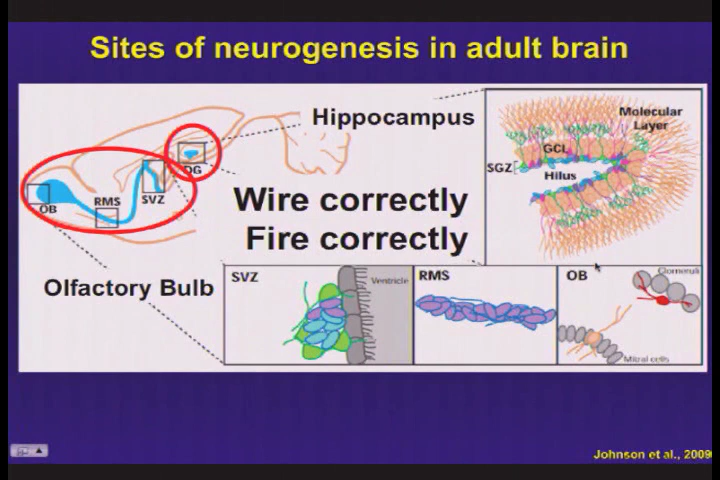 Sites of neurogenesis in adult brain
Hippocampus
Molecular
Layer
GCL
SGZ
Hilus
DG
OB
RMS
SVZ
Wire correctly
Fire correctly
Olfactory Bulb
SVZ
Ventricle
RMS
OB
Glomeruli
Mitral cells
Johnson et al., 2009